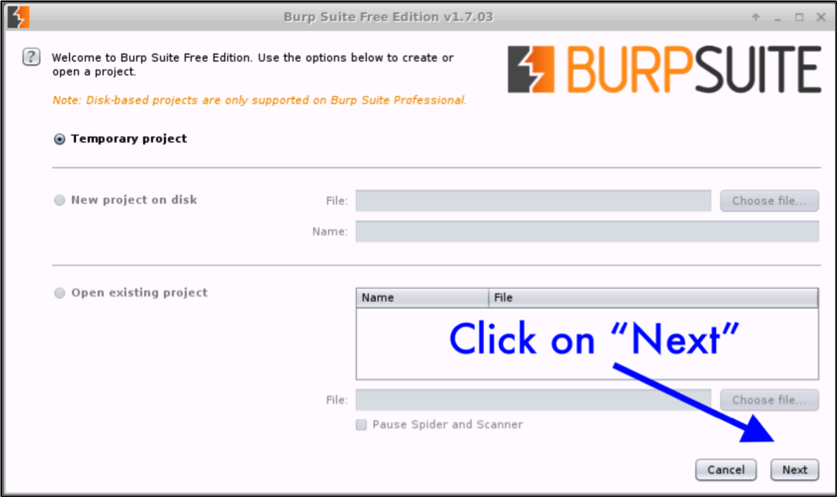 Burp Suite Free Edition v1.7.03
? Welcome to Burp Suite Free Edition. Use the options below to create or
open a project.
BURPSUITE
Note: Disk-based projects are only supported on Burp Suite Professional.
Temporary project
New project on disk File: Choose file...
Name:
Open existing project
Name File
Click on “Next”
File: Choose file...
Pause Spider and Scanner
Cancel Next